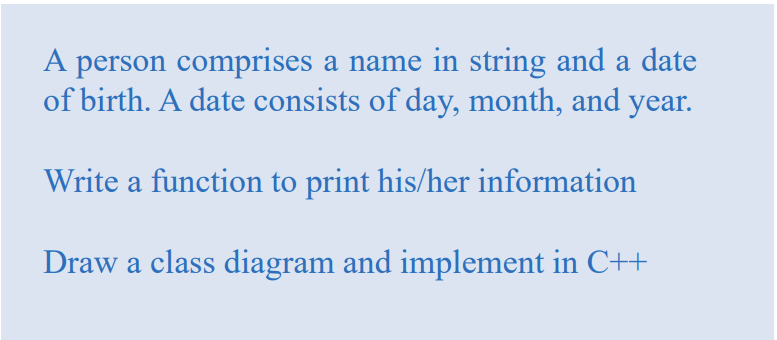 A person comprises a name in string and a date
of birth. A date consists of day, month, and year.
Write a function to print his/her information
Draw a class diagram and implement in C++